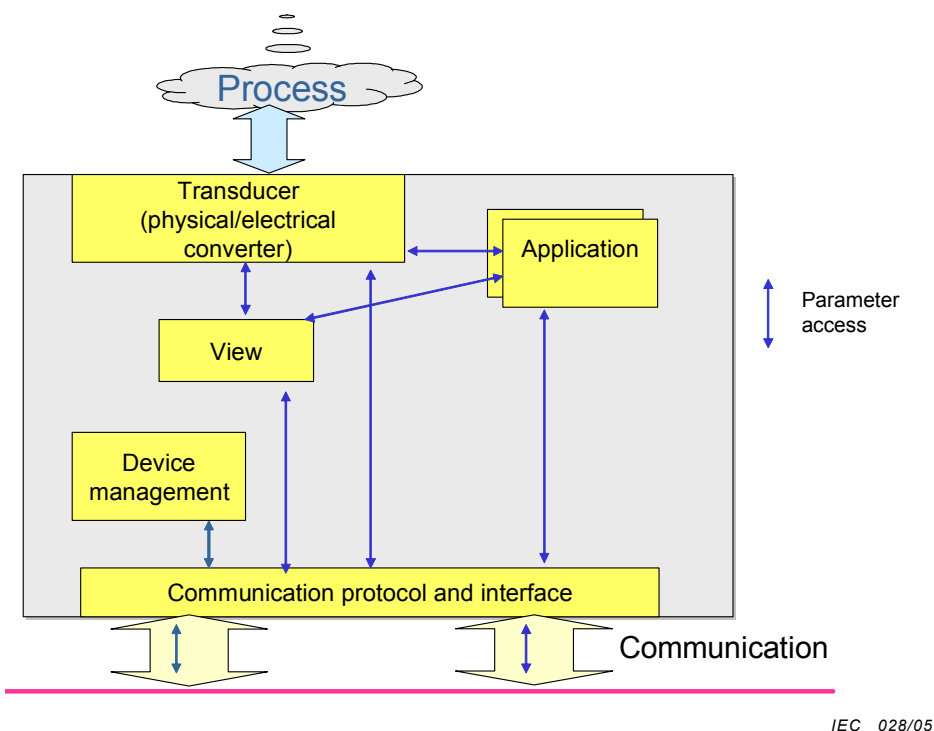 Process
Transducer
(physical/electrical
converter)
Application
Parameter
access
View
Device
management
Communication protocol and interface
Communication
IEC 028/05